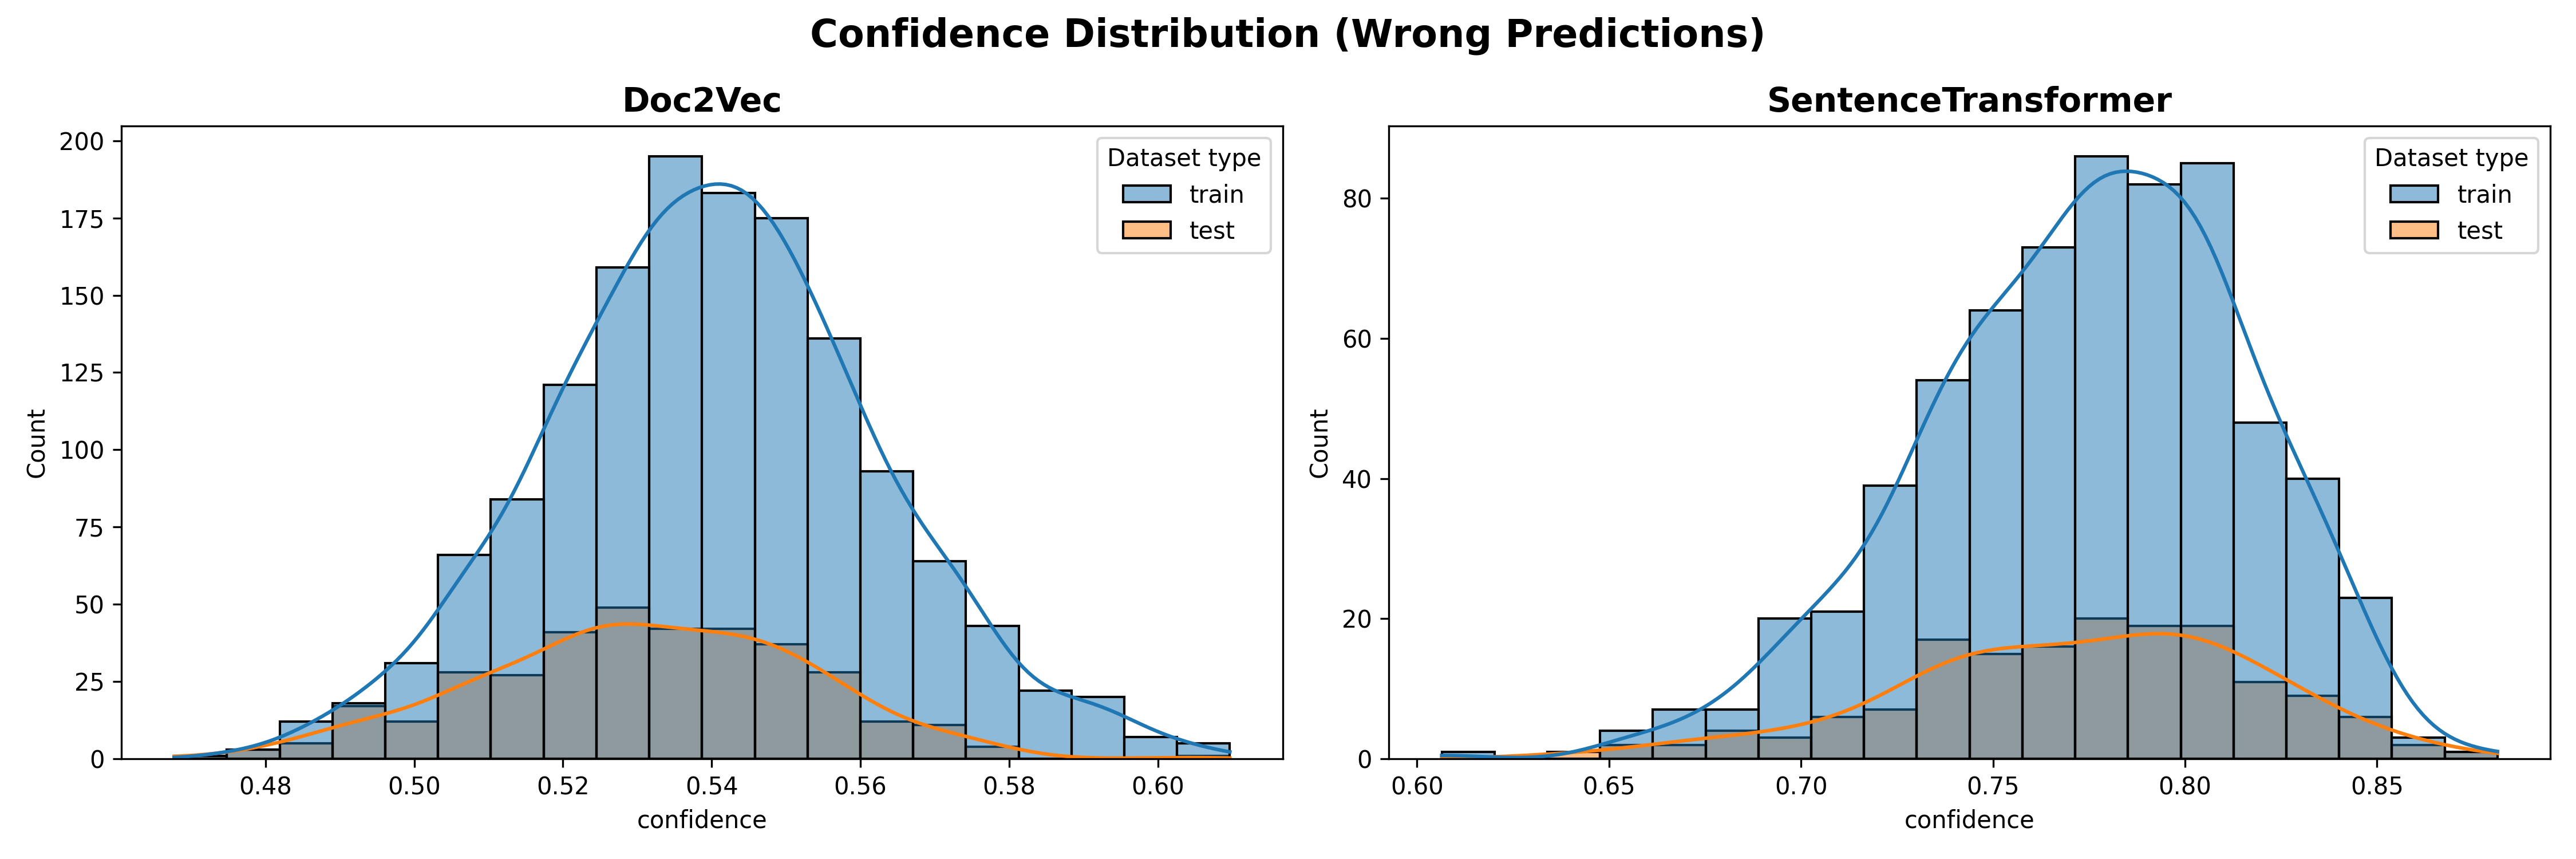 Confidence Distribution (Wrong Predictions)
Doc2Vec
Dataset type
train
test
200
175
150
125
100
75
50
25
0
Count
0.48 0.50 0.52 0.54 0.56 0.58 0.60
confidence
SentenceTransformer
Dataset type
train
test
80
60
40
20
0
Count
0.60 0.65 0.70 0.75 0.80 0.85
confidence